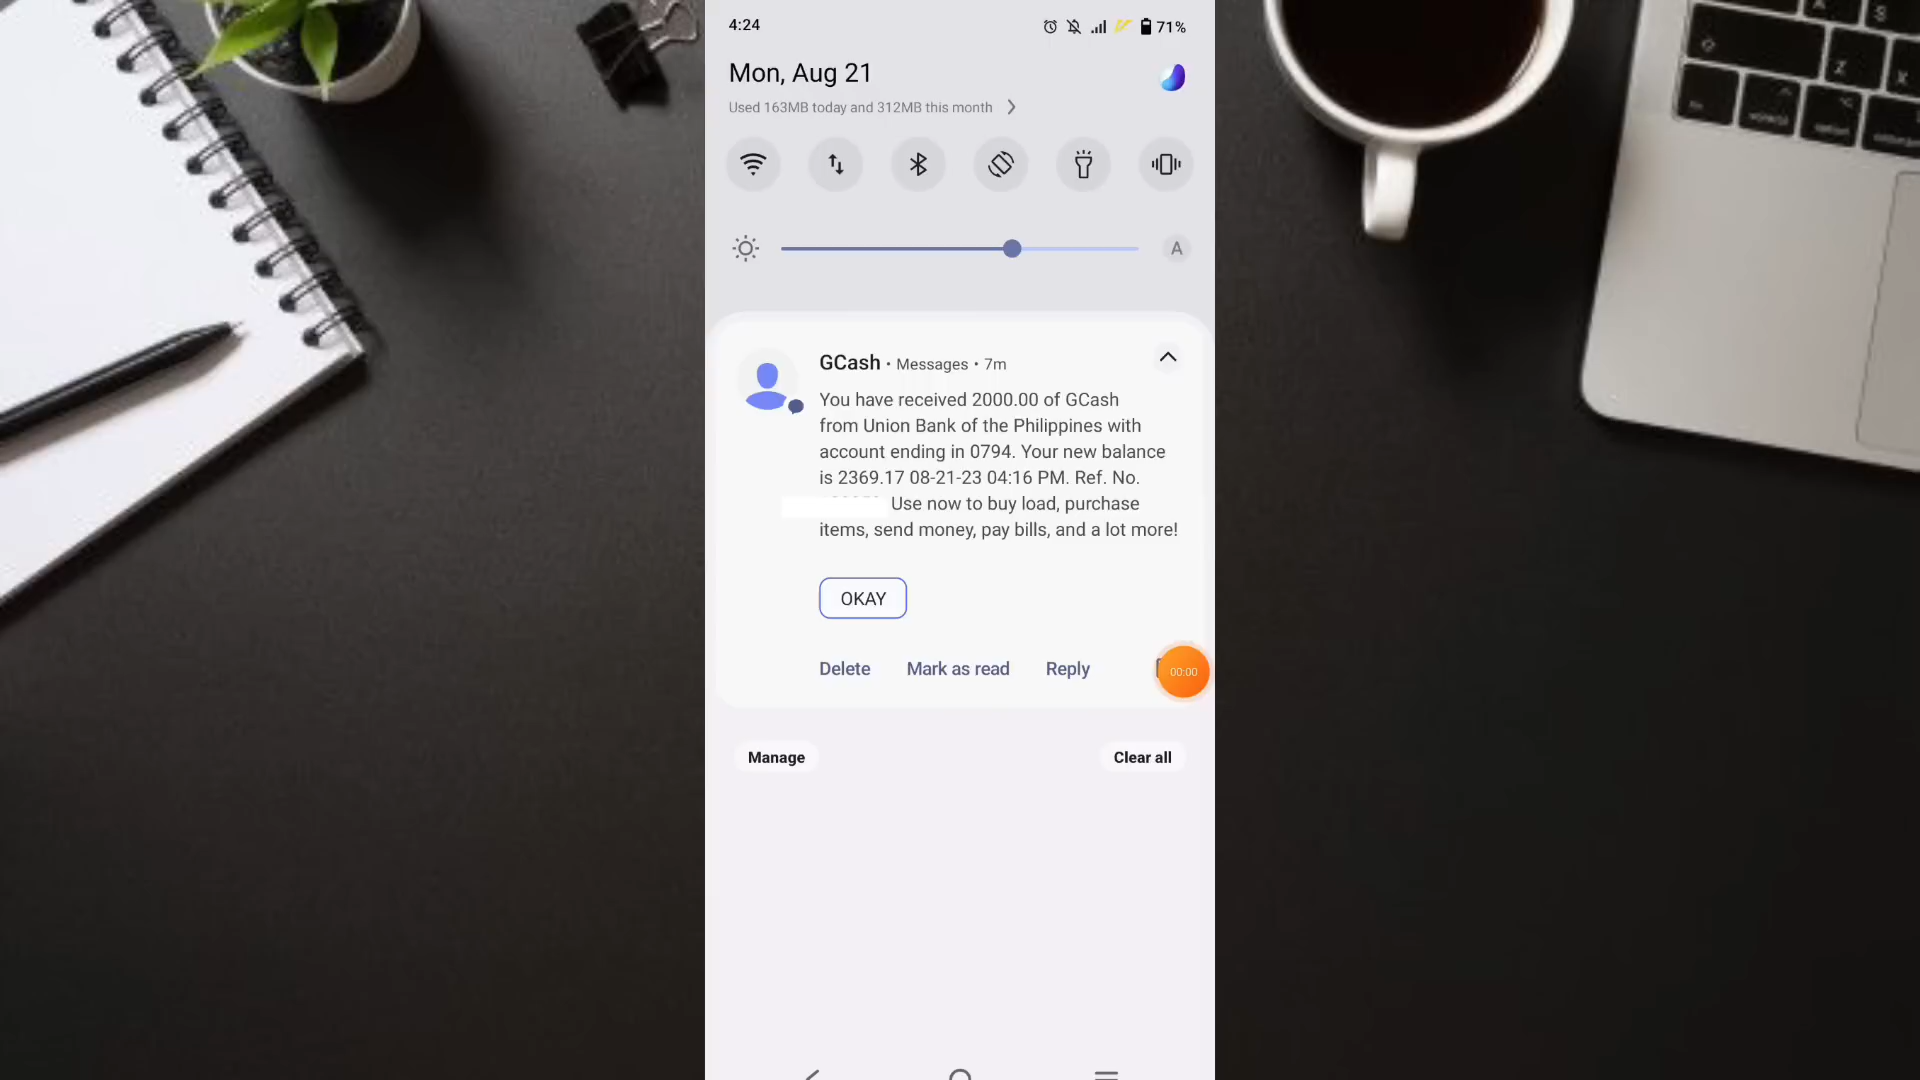 4:24
71%
Mon, Aug 21
Used 163MB today and 312MB this month
A
GCash • Messages • 7m
You have received 2000.00 of GCash
from Union Bank of the Philippines with
account ending in 0794. Your new balance
is 2369.17 08-21-23 04:16 PM. Ref. No.
Use now to buy load, purchase
items, send money, pay bills, and a lot more!
OKAY
Delete Mark as read Reply
00:00
Manage Clear all